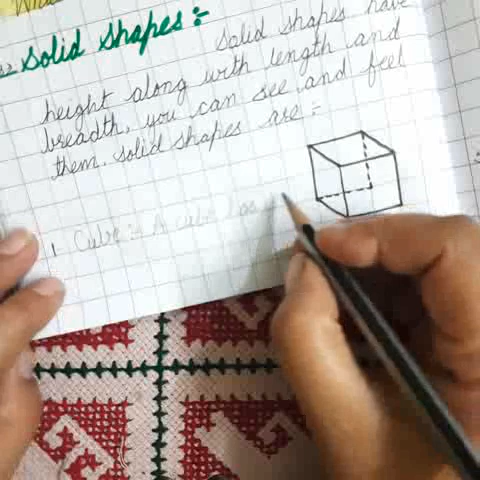 Solid Shapes :-
Solid shapes have
height along with length and
breadth, you can see and feel
them. solid shapes are :-
1. Cube :- A cube has